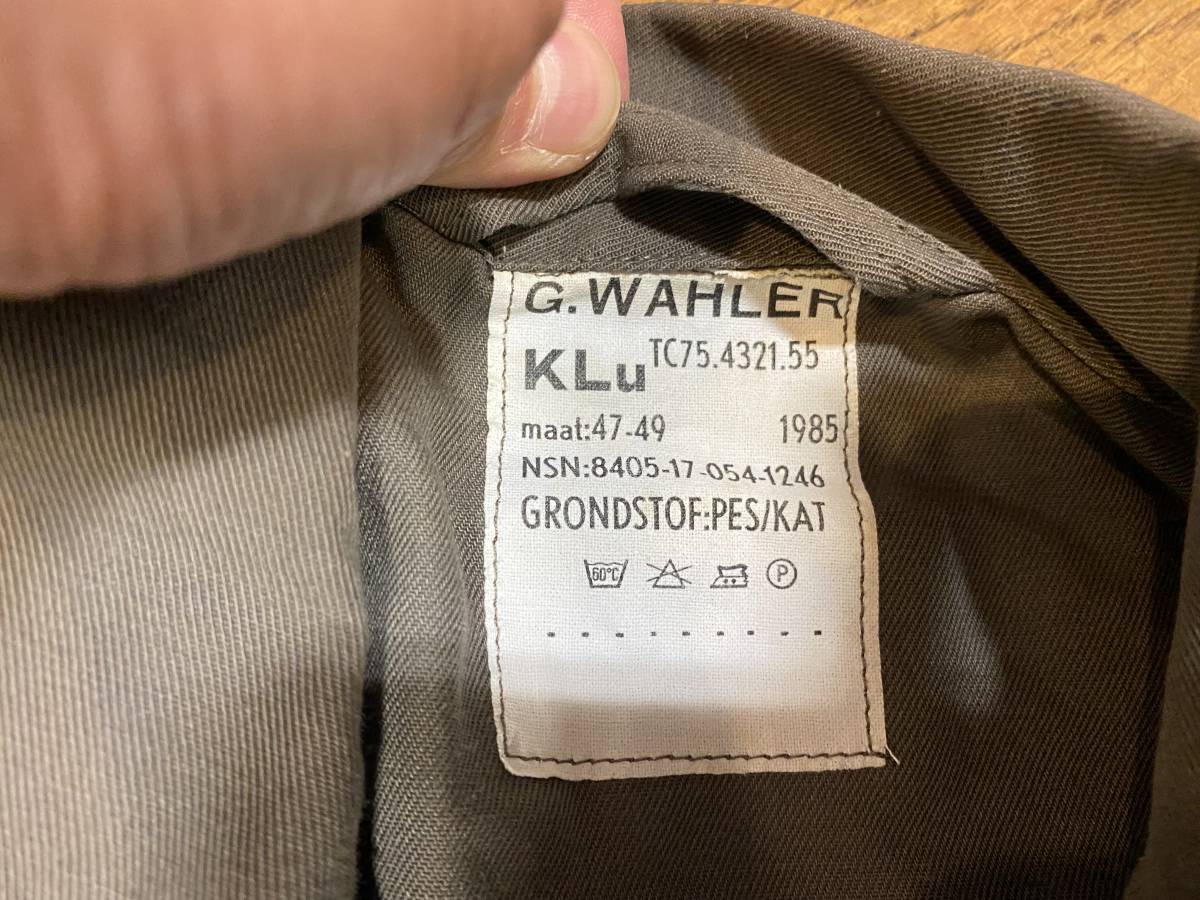 G.WAHLER
KLu TC75.4321.55
maat:47-49 1985
NSN:8405-17-054-1246
GRONDSTOF:PES/KAT
60°C P